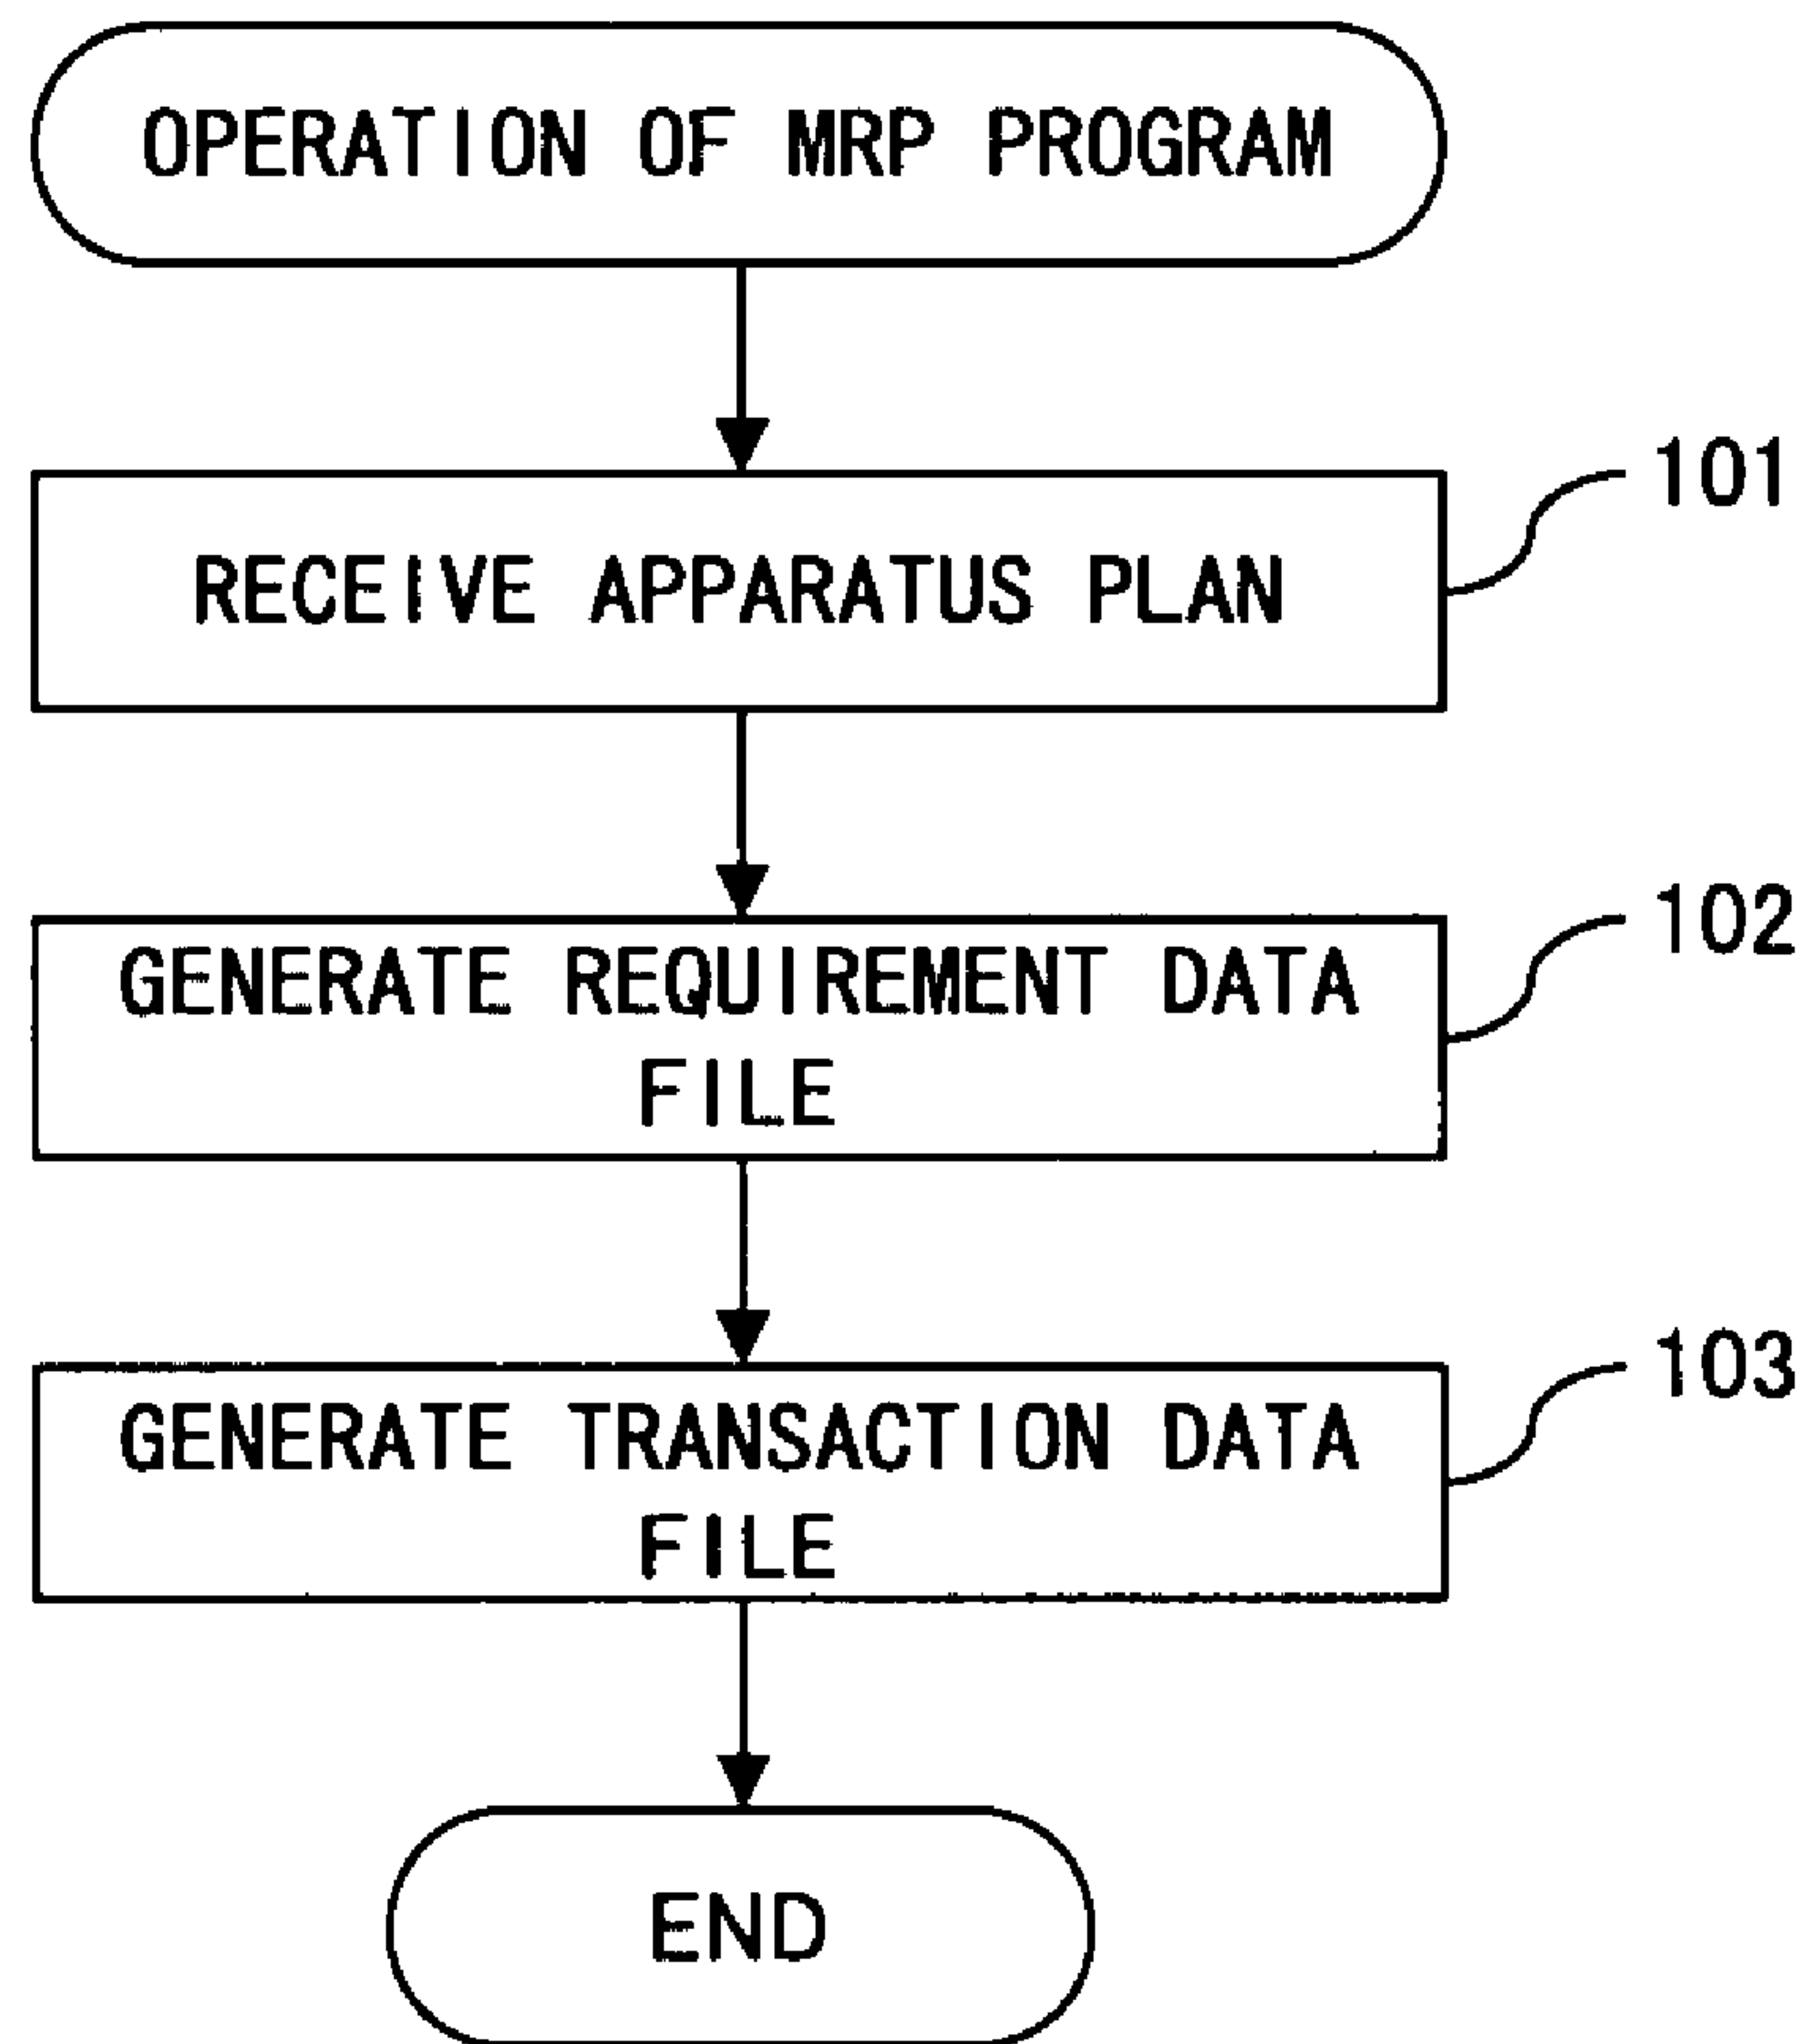 OPERATION OF MRP PROGRAM
101
RECEIVE APPARATUS PLAN
102
GENERATE REQUIREMENT DATA
FILE
103
GENERATE TRANSACTION DATA
FILE
END